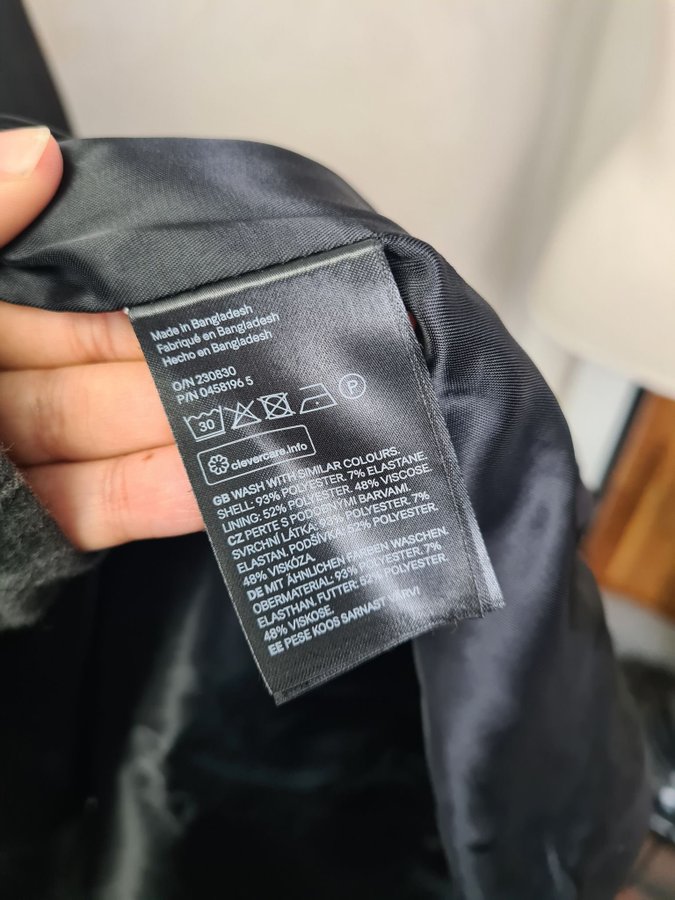 Made in Bangladesh
Fabriqué en Bangladesh
Hecho en Bangladesh
O/N 230830
P/N 0458196 5
30 P
clevercare.info
GB WASH WITH SIMILAR COLOURS.
SHELL: 93% POLYESTER. 7% ELASTANE.
LINING: 52% POLYESTER. 48% VISCOSE.
CZ PERTE S PODOBNÝMI BARVAMI.
SVRCHNÍ LÁTKA: 93% POLYESTER. 7%
ELASTAN. PODŠÍVKA: 52% POLYESTER.
48% VISKÓZA.
DE MIT ÄHNLICHEN FARBEN WASCHEN.
OBERMATERIAL: 93% POLYESTER. 7%
ELASTHAN. FUTTER: 52% POLYESTER.
48% VISKOSE.
EE PESE KOOS SARNAST VÄRVI